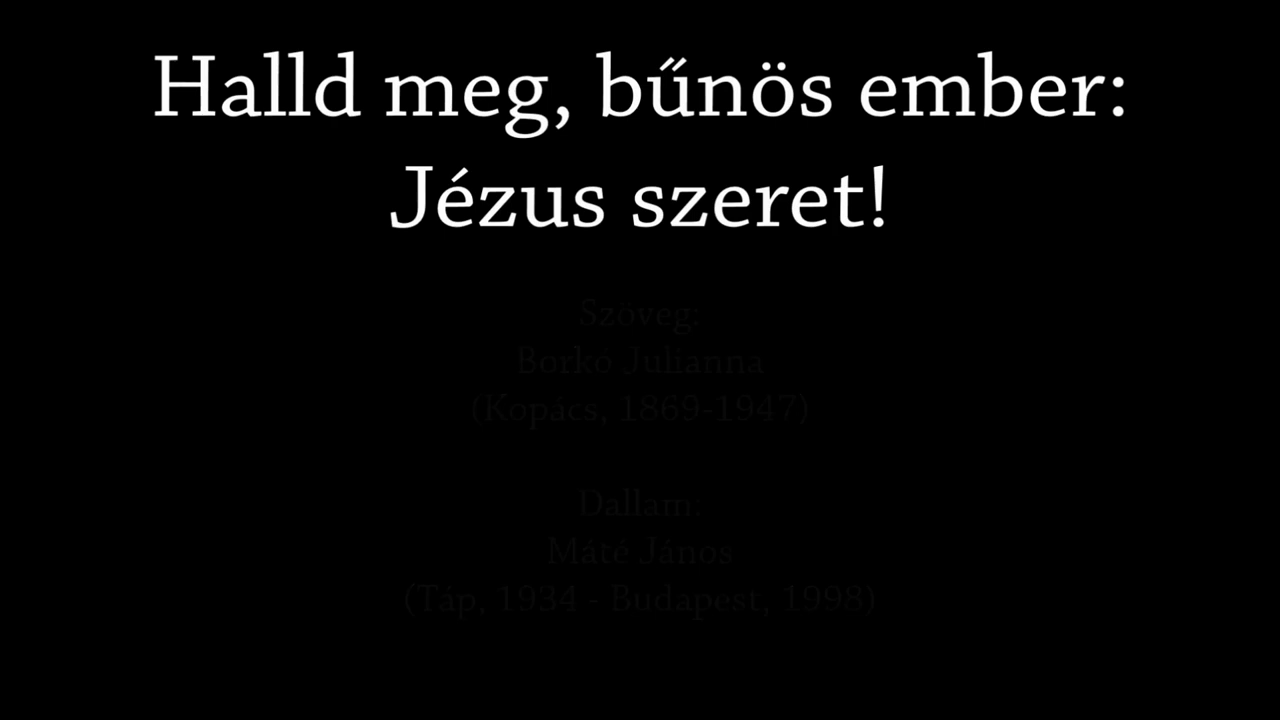 Halld meg, bűnös ember:
Jézus szeret!
Szöveg:
Borkó Julianna
(Kopács, 1869-1947)
Dallam:
Máté János
(Táp, 1934 - Budapest, 1998)